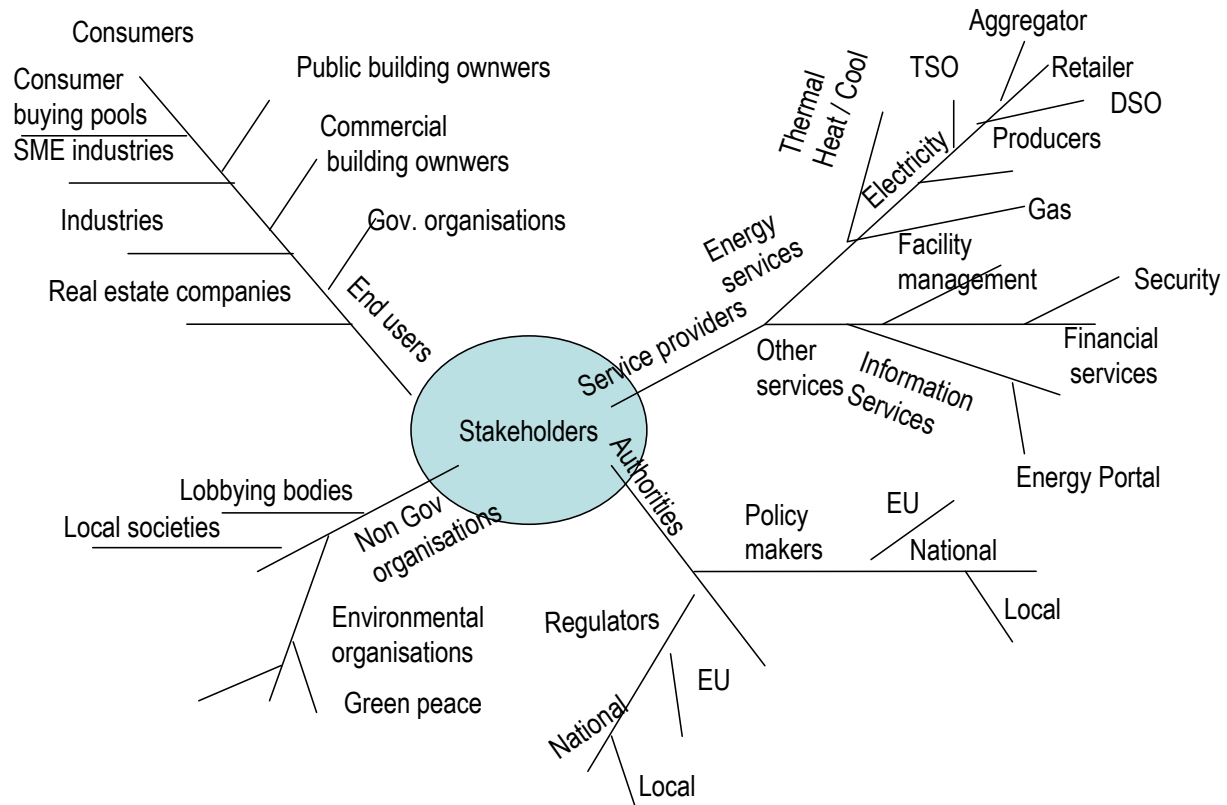 Consumers
Consumer
buying pools
SME industries
Industries
Real estate companies
Public building ownwers
Commercial
building ownwers
Gov. organisations
End users
Stakeholders
Service providers
Energy
services
Thermal
Heat / Cool
Electricity
TSO
Aggregator
Retailer
DSO
Producers
Gas
Other
services
Facility
management
Security
Financial
services
Information
Services
Energy Portal
Authorities
Policy
makers
EU
National
Local
Regulators
EU
National
Local
Non Gov
organisations
Lobbying bodies
Local societies
Environmental
organisations
Green peace